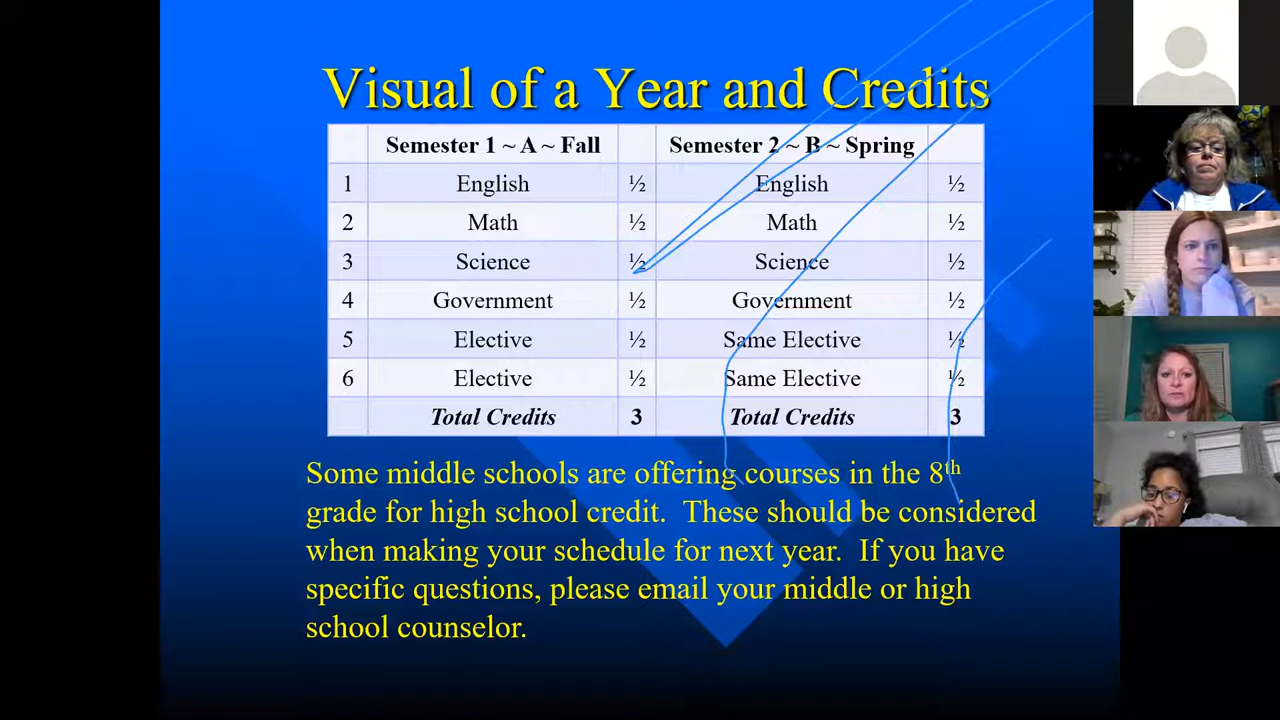 Visual of a Year and Credits
Semester 1 ~ A ~ Fall Semester 2 ~ B ~ Spring
1 English ½ English ½
2 Math ½ Math ½
3 Science ½ Science ½
4 Government ½ Government ½
5 Elective ½ Same Elective ½
6 Elective ½ Same Elective ½
Total Credits 3 Total Credits 3
Some middle schools are offering courses in the 8th
grade for high school credit. These should be considered
when making your schedule for next year. If you have
specific questions, please email your middle or high
school counselor.